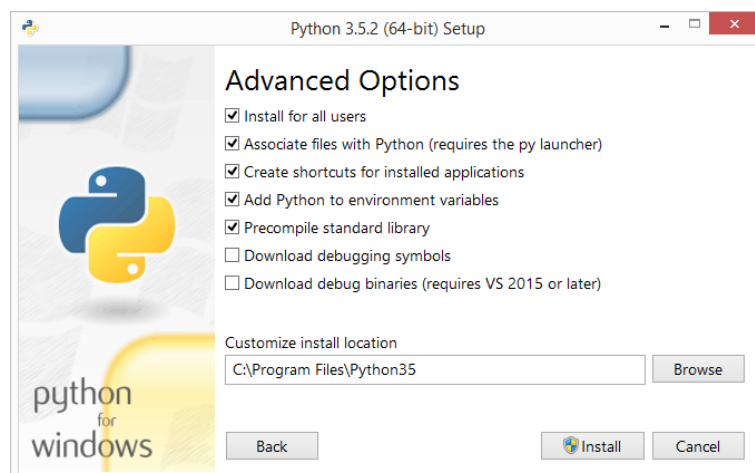 Python 3.5.2 (64-bit) Setup
Advanced Options
Install for all users
Associate files with Python (requires the py launcher)
Create shortcuts for installed applications
Add Python to environment variables
Precompile standard library
Download debugging symbols
Download debug binaries (requires VS 2015 or later)
Customize install location
C:\Program Files\Python35
Browse
python
for
windows
Back
Install
Cancel